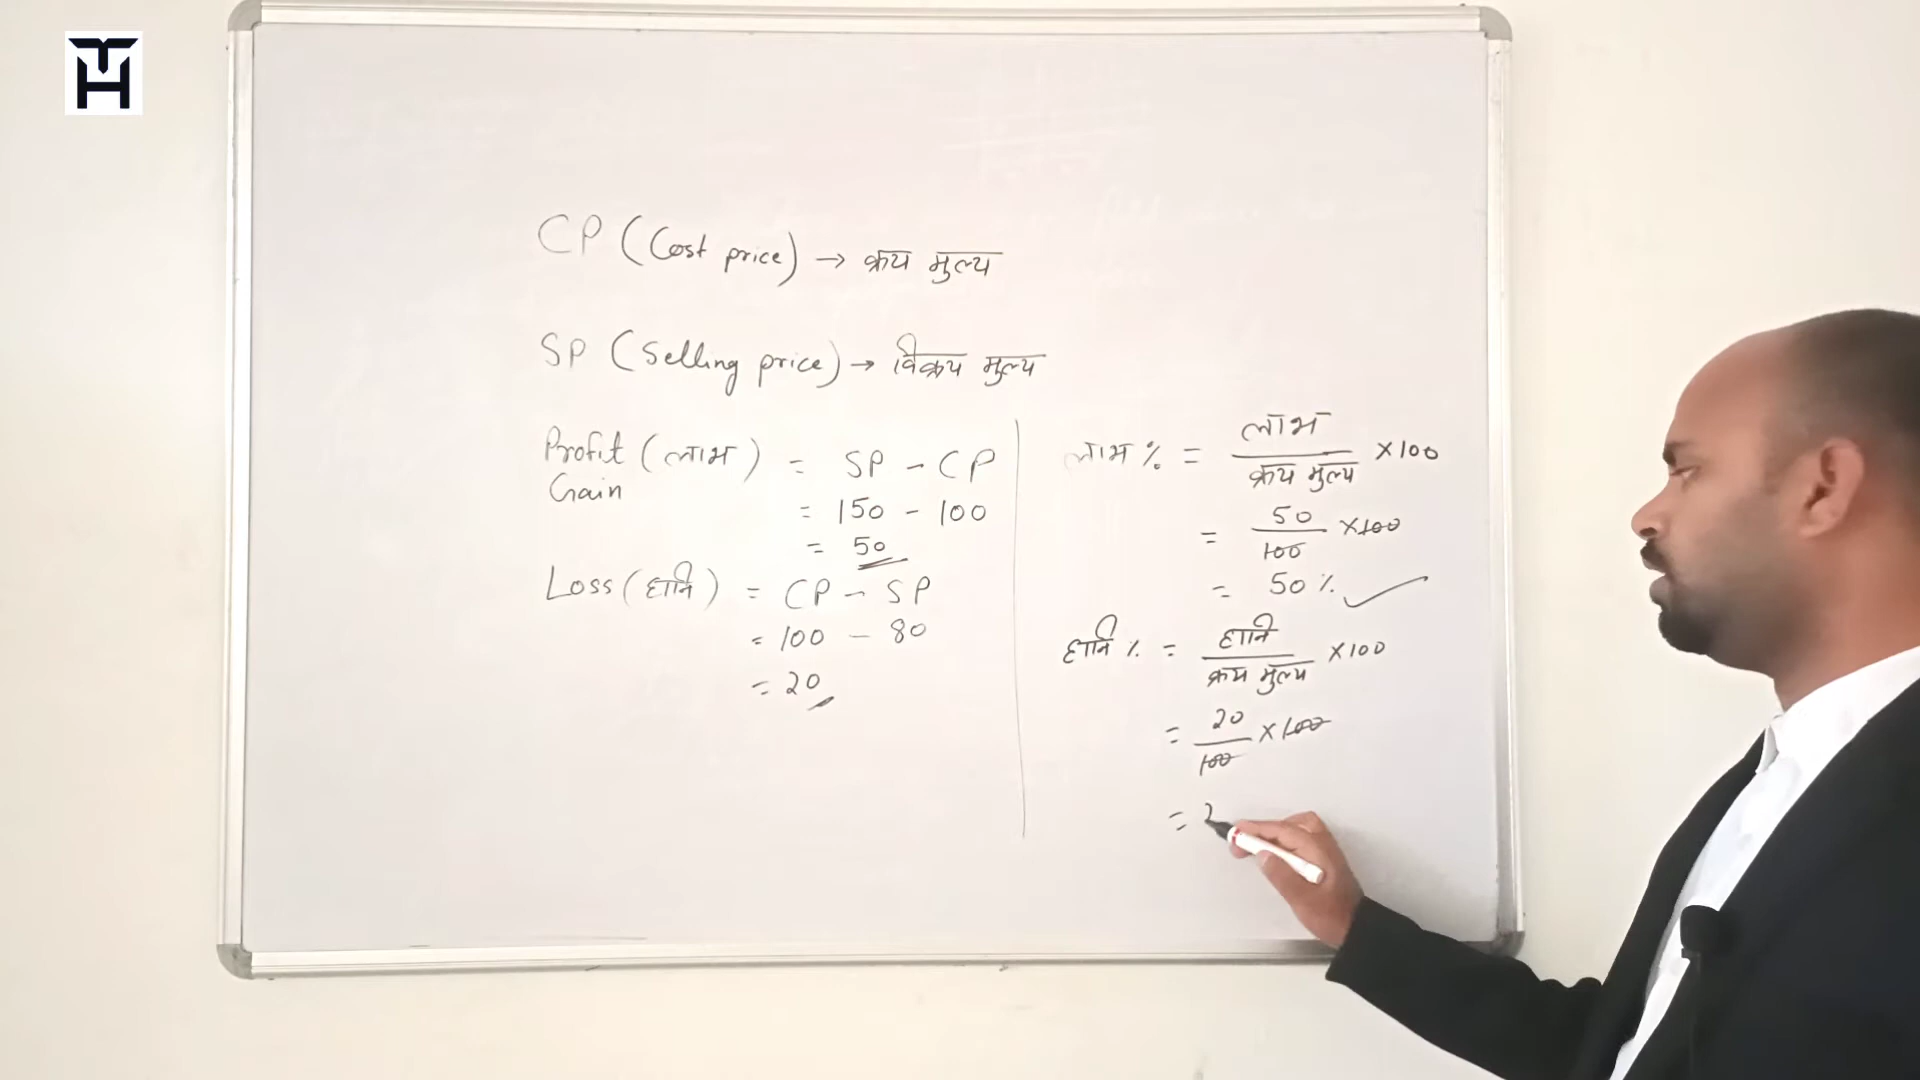 CP (Cost price) → क्रय मुल्य
SP (Selling price) → विक्रय मुल्य
Profit (लाभ) = SP - CP
Gain
= 150 - 100
= 50
Loss (हानि) = CP - SP
= 100 - 80
= 20
लाभ % = लाभ / क्रय मुल्य ×100
= 50 / 100 ×100
= 50 %
हानि % = हानि / क्रय मुल्य ×100
= 20 / 100 ×100
= 2